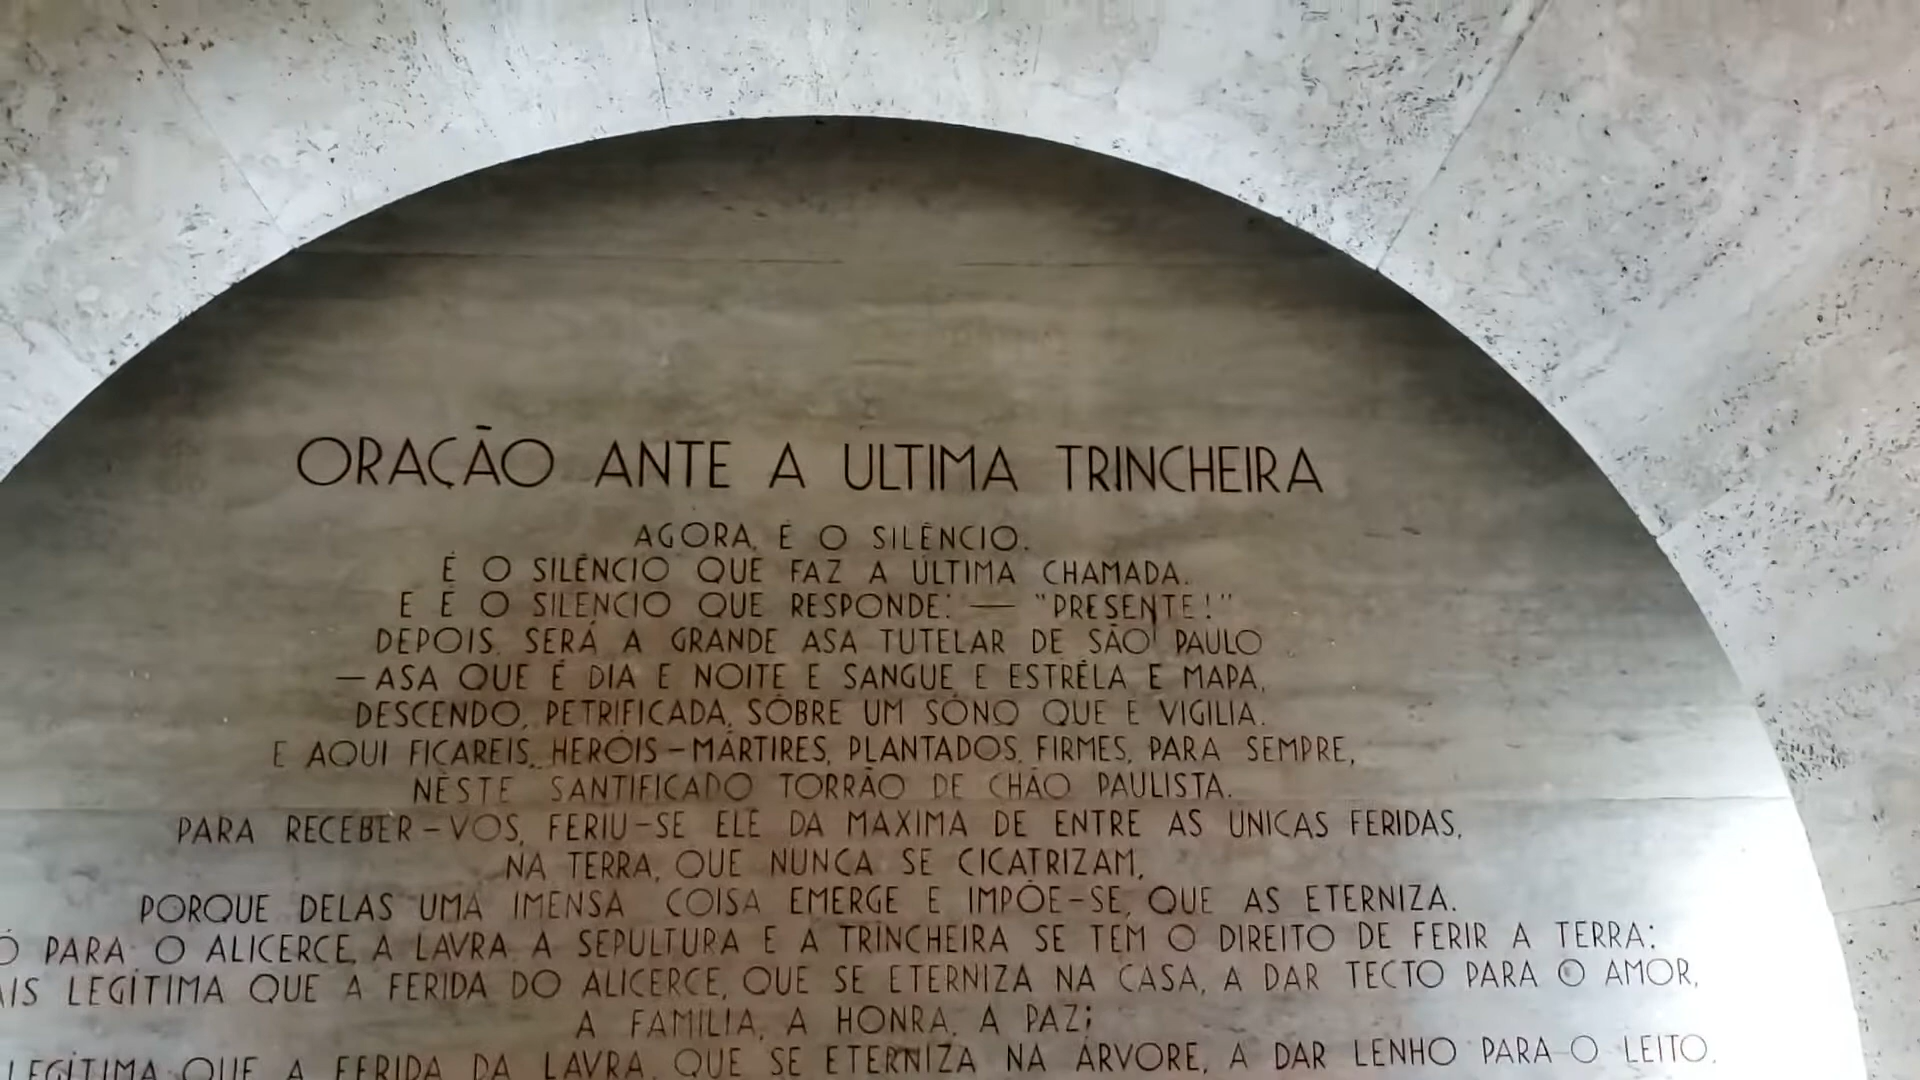 ORAÇÃO ANTE A ULTIMA TRINCHEIRA
AGORA, É O SILÊNCIO.
É O SILÊNCIO QUE FAZ A ÚLTIMA CHAMADA.
E É O SILÊNCIO QUE RESPONDE: — "PRESENTE!"
DEPOIS, SERÁ A GRANDE ASA TUTELAR DE SÃO PAULO
— ASA QUE É DIA E NOITE E SANGUE E ESTRÊLA E MAPA,
DESCENDO, PETRIFICADA, SÔBRE UM SÔNO QUE É VIGILIA.
E AQUI FICAREIS, HERÓIS-MÁRTIRES, PLANTADOS, FIRMES, PARA SEMPRE,
NÊSTE SANTIFICADO TORRÃO DE CHÃO PAULISTA.
PARA RECEBER-VOS, FERIU-SE ELE DA MAXIMA DE ENTRE AS UNICAS FERIDAS,
NA TERRA, QUE NUNCA SE CICATRIZAM,
PORQUE DELAS UMA IMENSA COISA EMERGE E IMPÕE-SE, QUE AS ETERNIZA.
PARA O ALICERCE, A LAVRA A SEPULTURA E A TRINCHEIRA SE TEM O DIREITO DE FERIR A TERRA:
LEGÍTIMA QUE A FERIDA DO ALICERCE, QUE SE ETERNIZA NA CASA, A DAR TECTO PARA O AMOR,
A FAMILIA, A HONRA, A PAZ;
LEGÍTIMA QUE A FERIDA DA LAVRA, QUE SE ETERNIZA NA ÁRVORE, A DAR LENHO PARA O LEITO,